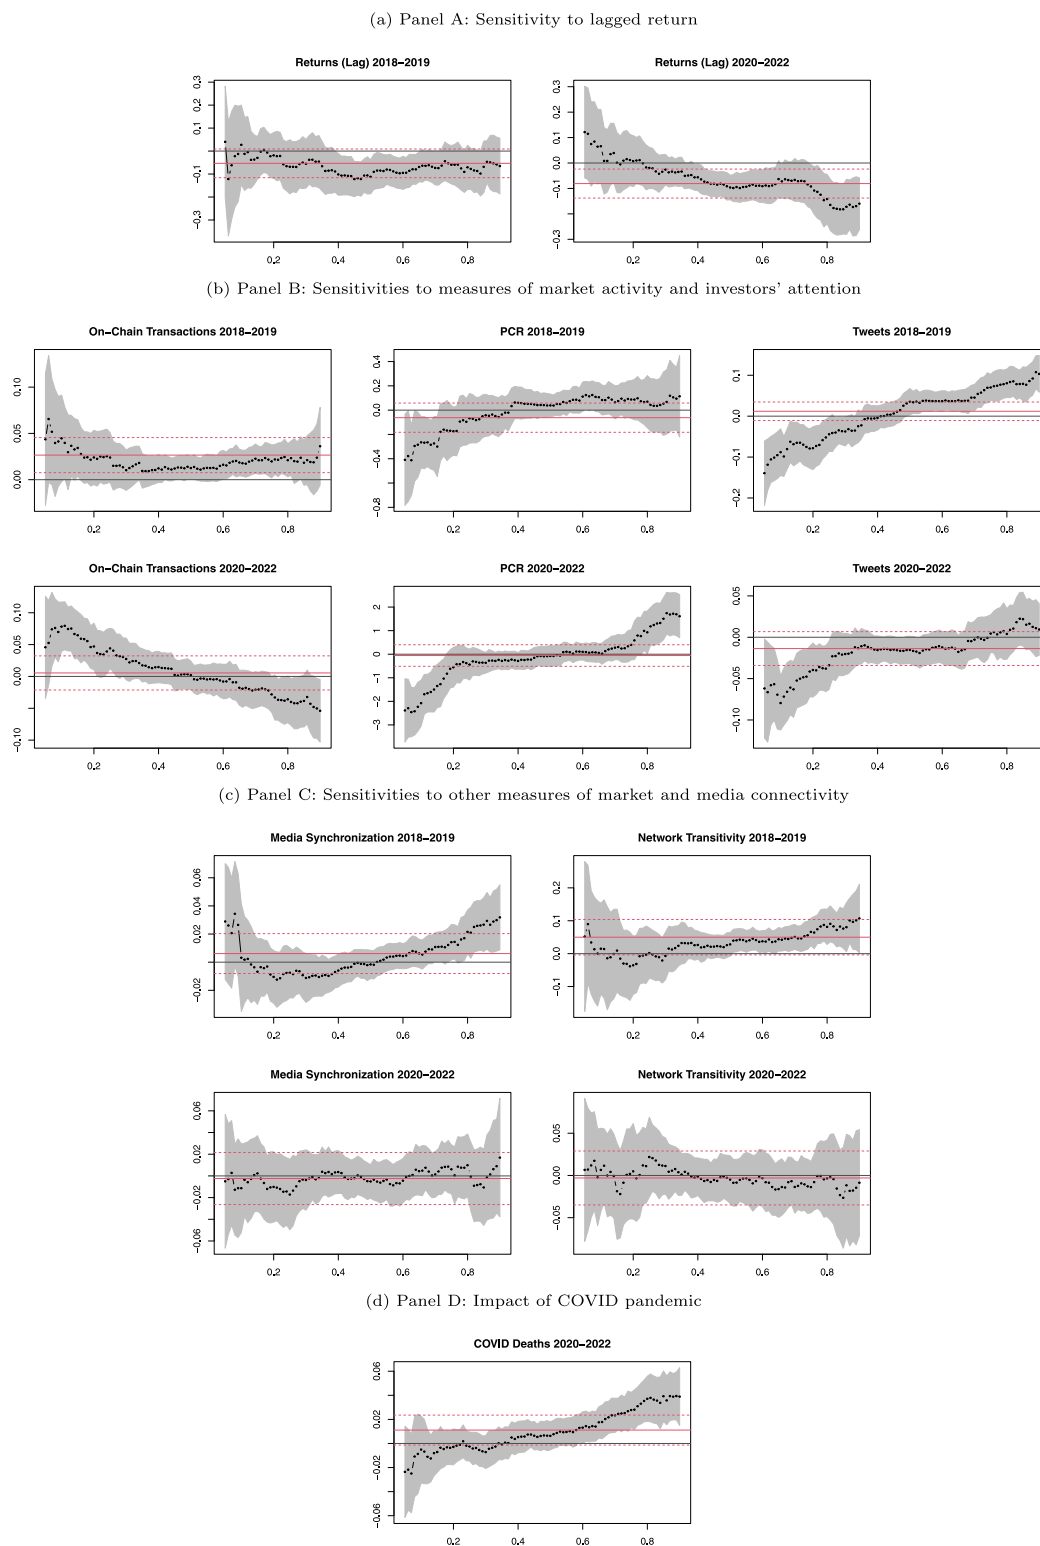 (a) Panel A: Sensitivity to lagged return
Returns (Lag) 2018–2019
Returns (Lag) 2020–2022
0.3
0.2
0.1
−0.1
−0.3
0.2 0.4 0.6 0.8
0.3
0.2
0.1
0.0
−0.1
−0.3
0.2 0.4 0.6 0.8
(b) Panel B: Sensitivities to measures of market activity and investors' attention
On−Chain Transactions 2018–2019
PCR 2018–2019
Tweets 2018–2019
0.10
0.05
0.00
0.2 0.4 0.6 0.8
0.4
0.2
0.0
−0.4
−0.8
0.2 0.4 0.6 0.8
0.1
0.0
−0.1
−0.2
0.2 0.4 0.6 0.8
On−Chain Transactions 2020–2022
PCR 2020–2022
Tweets 2020–2022
0.10
0.05
0.00
−0.10
0.2 0.4 0.6 0.8
2
1
0
−1
−2
−3
0.2 0.4 0.6 0.8
0.05
0.00
−0.05
−0.10
0.2 0.4 0.6 0.8
(c) Panel C: Sensitivities to other measures of market and media connectivity
Media Synchronization 2018–2019
Network Transitivity 2018–2019
0.06
0.02
−0.02
0.2 0.4 0.6 0.8
0.2
0.1
0.0
−0.1
0.2 0.4 0.6 0.8
Media Synchronization 2020–2022
Network Transitivity 2020–2022
0.06
0.02
−0.02
−0.06
0.2 0.4 0.6 0.8
0.05
0.00
−0.05
0.2 0.4 0.6 0.8
(d) Panel D: Impact of COVID pandemic
COVID Deaths 2020–2022
0.06
0.02
−0.02
−0.06
0.2 0.4 0.6 0.8